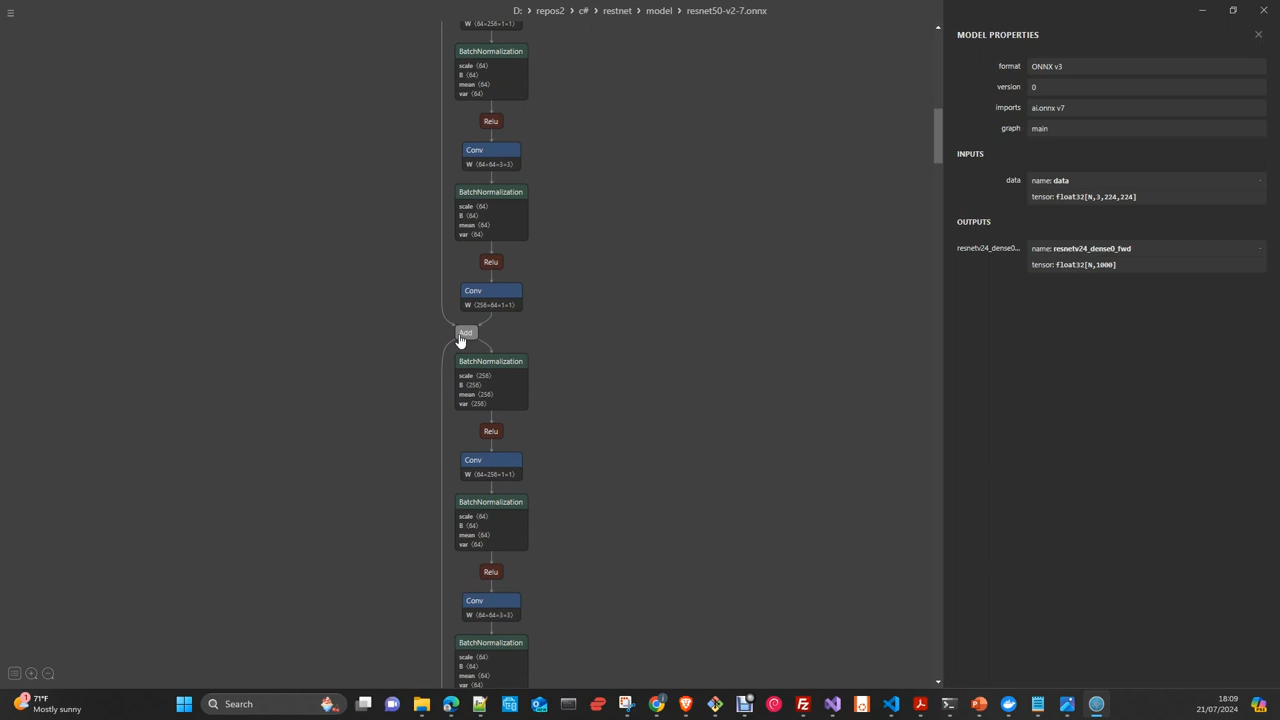 D: › repos2 › c# › restnet › model › resnet50-v2-7.onnx
W ⟨64×256×1×1⟩
BatchNormalization
scale ⟨64⟩
B ⟨64⟩
mean ⟨64⟩
var ⟨64⟩
Relu
Conv
W ⟨64×64×3×3⟩
BatchNormalization
scale ⟨64⟩
B ⟨64⟩
mean ⟨64⟩
var ⟨64⟩
Relu
Conv
W ⟨256×64×1×1⟩
Add
BatchNormalization
scale ⟨256⟩
B ⟨256⟩
mean ⟨256⟩
var ⟨256⟩
Relu
Conv
W ⟨64×256×1×1⟩
BatchNormalization
scale ⟨64⟩
B ⟨64⟩
mean ⟨64⟩
var ⟨64⟩
Relu
Conv
W ⟨64×64×3×3⟩
BatchNormalization
scale ⟨64⟩
B ⟨64⟩
mean ⟨64⟩
var ⟨64⟩
MODEL PROPERTIES
format ONNX v3
version 0
imports ai.onnx v7
graph main
INPUTS
data name: data
tensor: float32[N,3,224,224]
OUTPUTS
resnetv24_dense0... name: resnetv24_dense0_fwd
tensor: float32[N,1000]
71°F
Mostly sunny
Search
18:09
21/07/2024